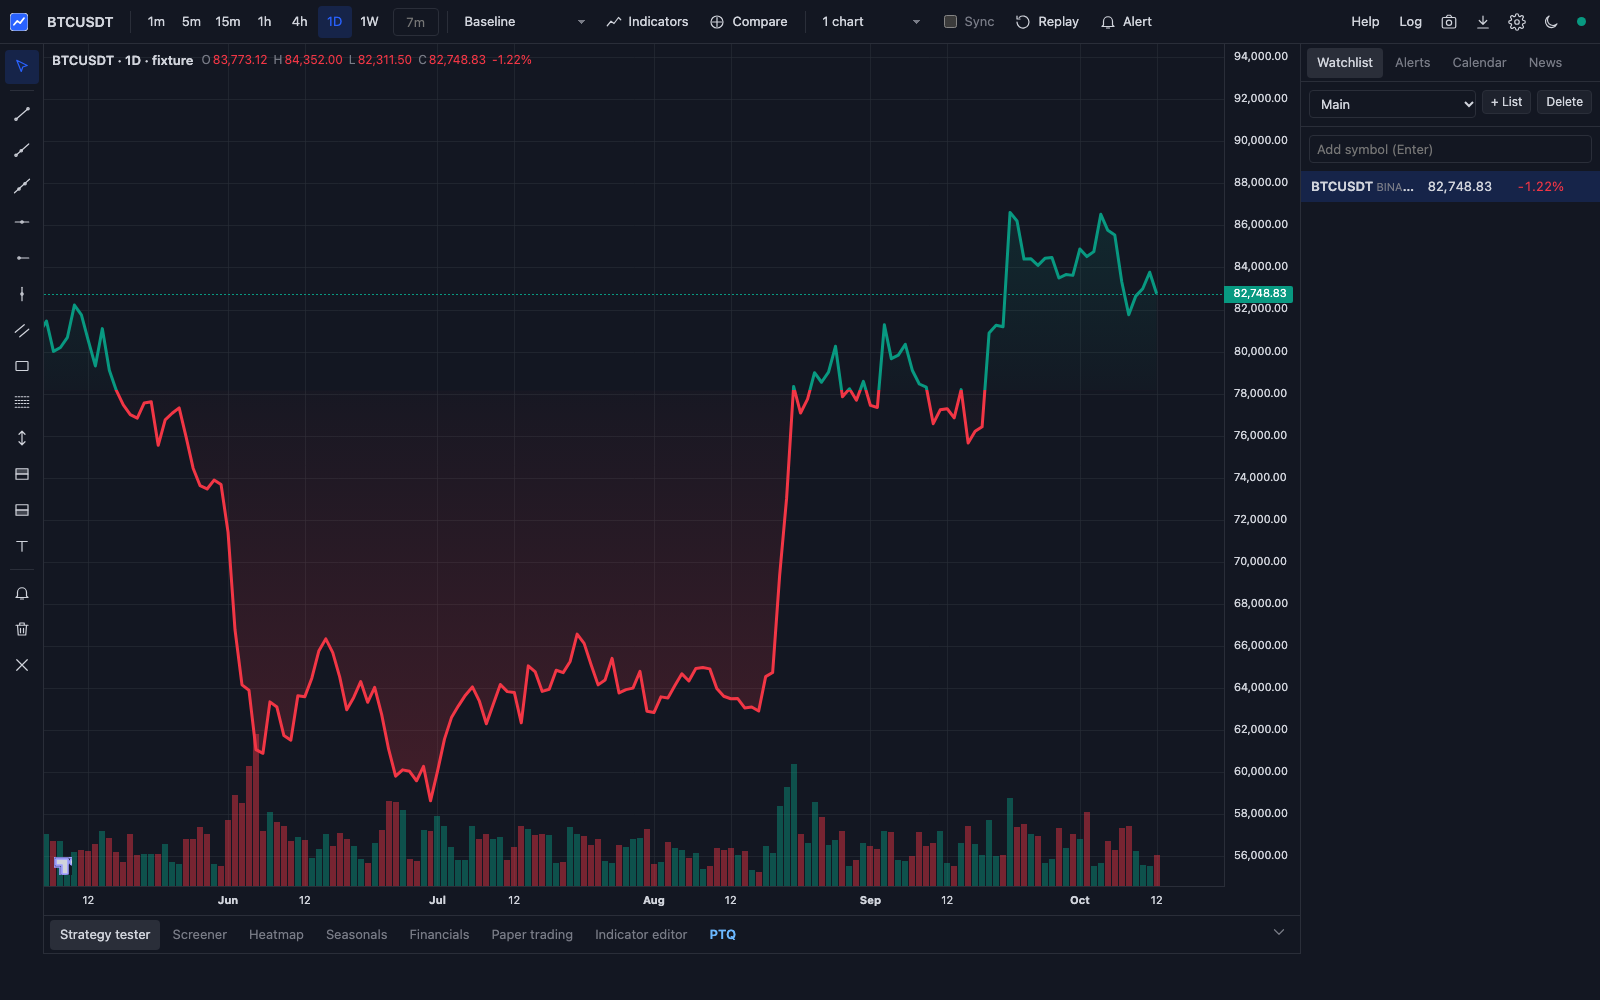 BTCUSDT 1m 5m 15m 1h 4h 1D 1W 7m Baseline Indicators Compare 1 chart Sync Replay Alert Help Log
BTCUSDT · 1D · fixture O 83,773.12 H 84,352.00 L 82,311.50 C 82,748.83 -1.22%
94,000.00
92,000.00
90,000.00
88,000.00
86,000.00
84,000.00
82,748.83
82,000.00
80,000.00
78,000.00
76,000.00
74,000.00
72,000.00
70,000.00
68,000.00
66,000.00
64,000.00
62,000.00
60,000.00
58,000.00
56,000.00
12 Jun 12 Jul 12 Aug 12 Sep 12 Oct 12
Watchlist Alerts Calendar News
Main + List Delete
Add symbol (Enter)
BTCUSDT BINA... 82,748.83 -1.22%
Strategy tester Screener Heatmap Seasonals Financials Paper trading Indicator editor PTQ